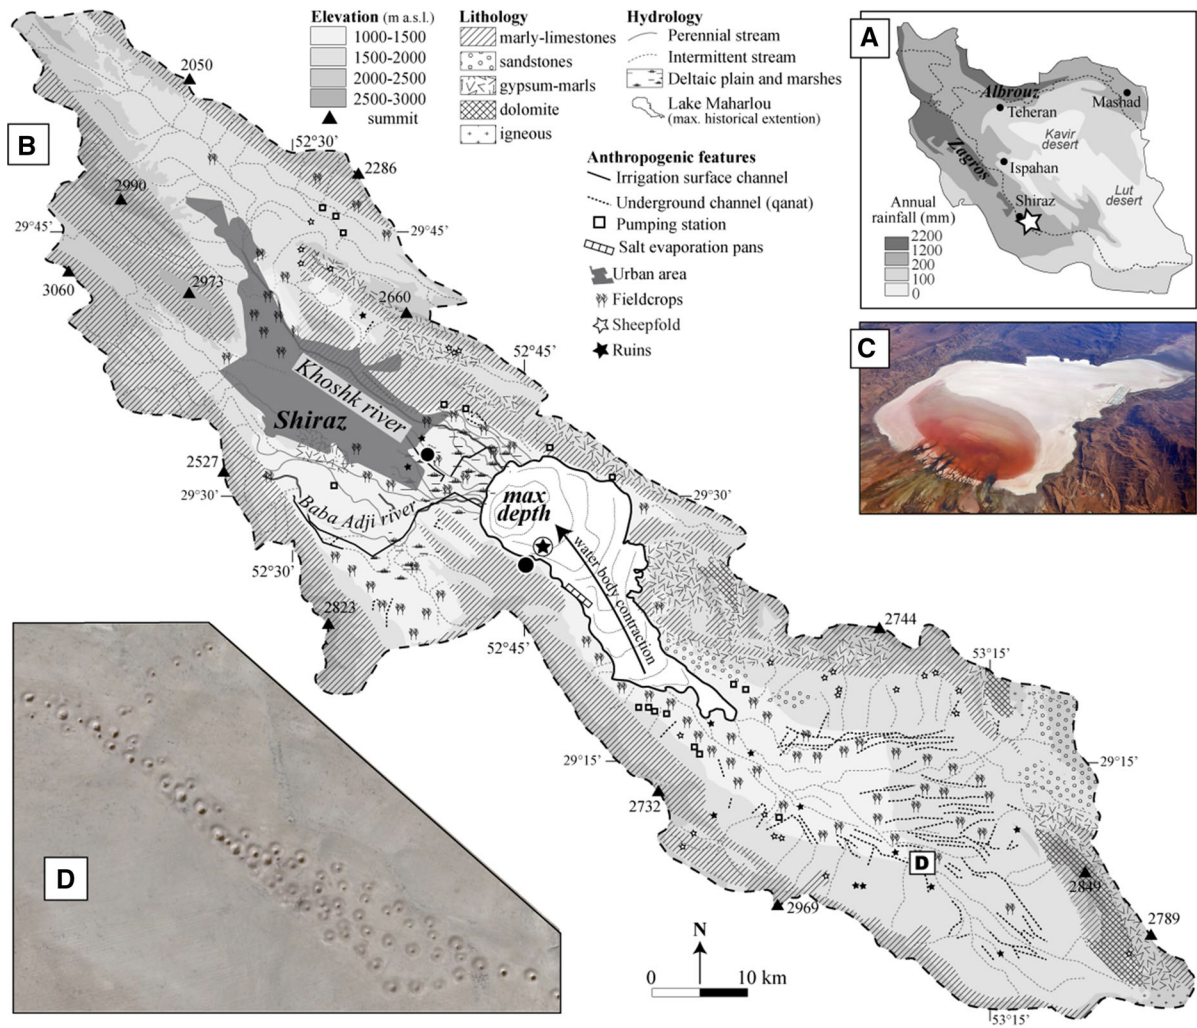 Elevation (m a.s.l.)
1000-1500
1500-2000
2000-2500
2500-3000
summit
Lithology
marly-limestones
sandstones
gypsum-marls
dolomite
igneous
Hydrology
Perennial stream
Intermittent stream
Deltaic plain and marshes
Lake Maharlou
(max. historical extention)
Anthropogenic features
Irrigation surface channel
Underground channel (qanat)
Pumping station
Salt evaporation pans
Urban area
Fieldcrops
Sheepfold
Ruins
A
Albrouz
Teheran
Mashad
Kavir
desert
Zagros
Ispahan
Lut
desert
Shiraz
Annual
rainfall (mm)
2200
1200
200
100
0
B
2050
52°30'
2286
2990
29°45'
29°45'
3060
2973
2660
52°45'
Khoshk river
Shiraz
2527
29°30'
Baba Adji river
max
depth
29°30'
water body contraction
52°30'
2823
52°45'
2744
53°15'
29°15'
29°15'
2732
D
2849
2969
2789
N
0
10 km
53°15'
C
D